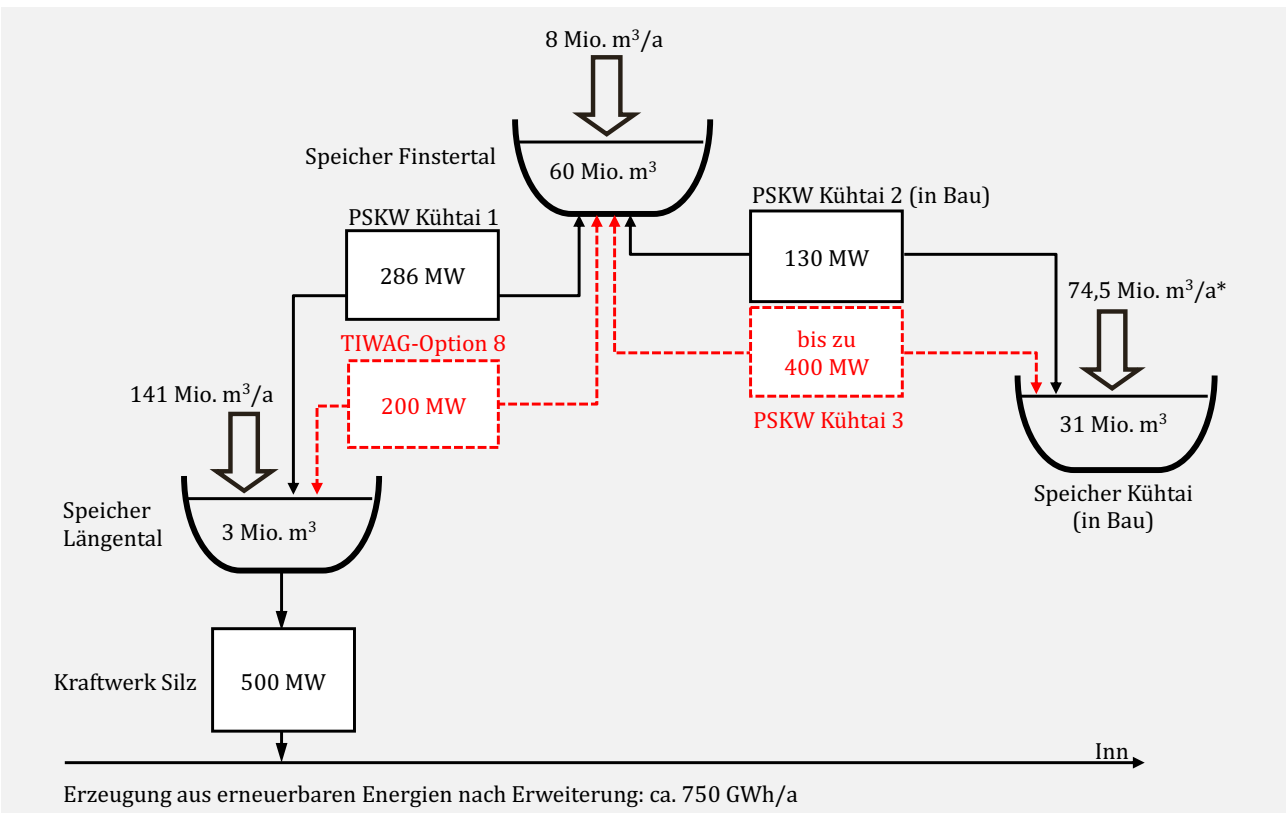 8 Mio. m³/a
Speicher Finstertal
60 Mio. m³
PSKW Kühtai 1
286 MW
PSKW Kühtai 2 (in Bau)
130 MW
TIWAG-Option 8
200 MW
bis zu
400 MW
PSKW Kühtai 3
74,5 Mio. m³/a*
31 Mio. m³
Speicher Kühtai
(in Bau)
141 Mio. m³/a
Speicher
Längental
3 Mio. m³
Kraftwerk Silz
500 MW
Inn
Erzeugung aus erneuerbaren Energien nach Erweiterung: ca. 750 GWh/a